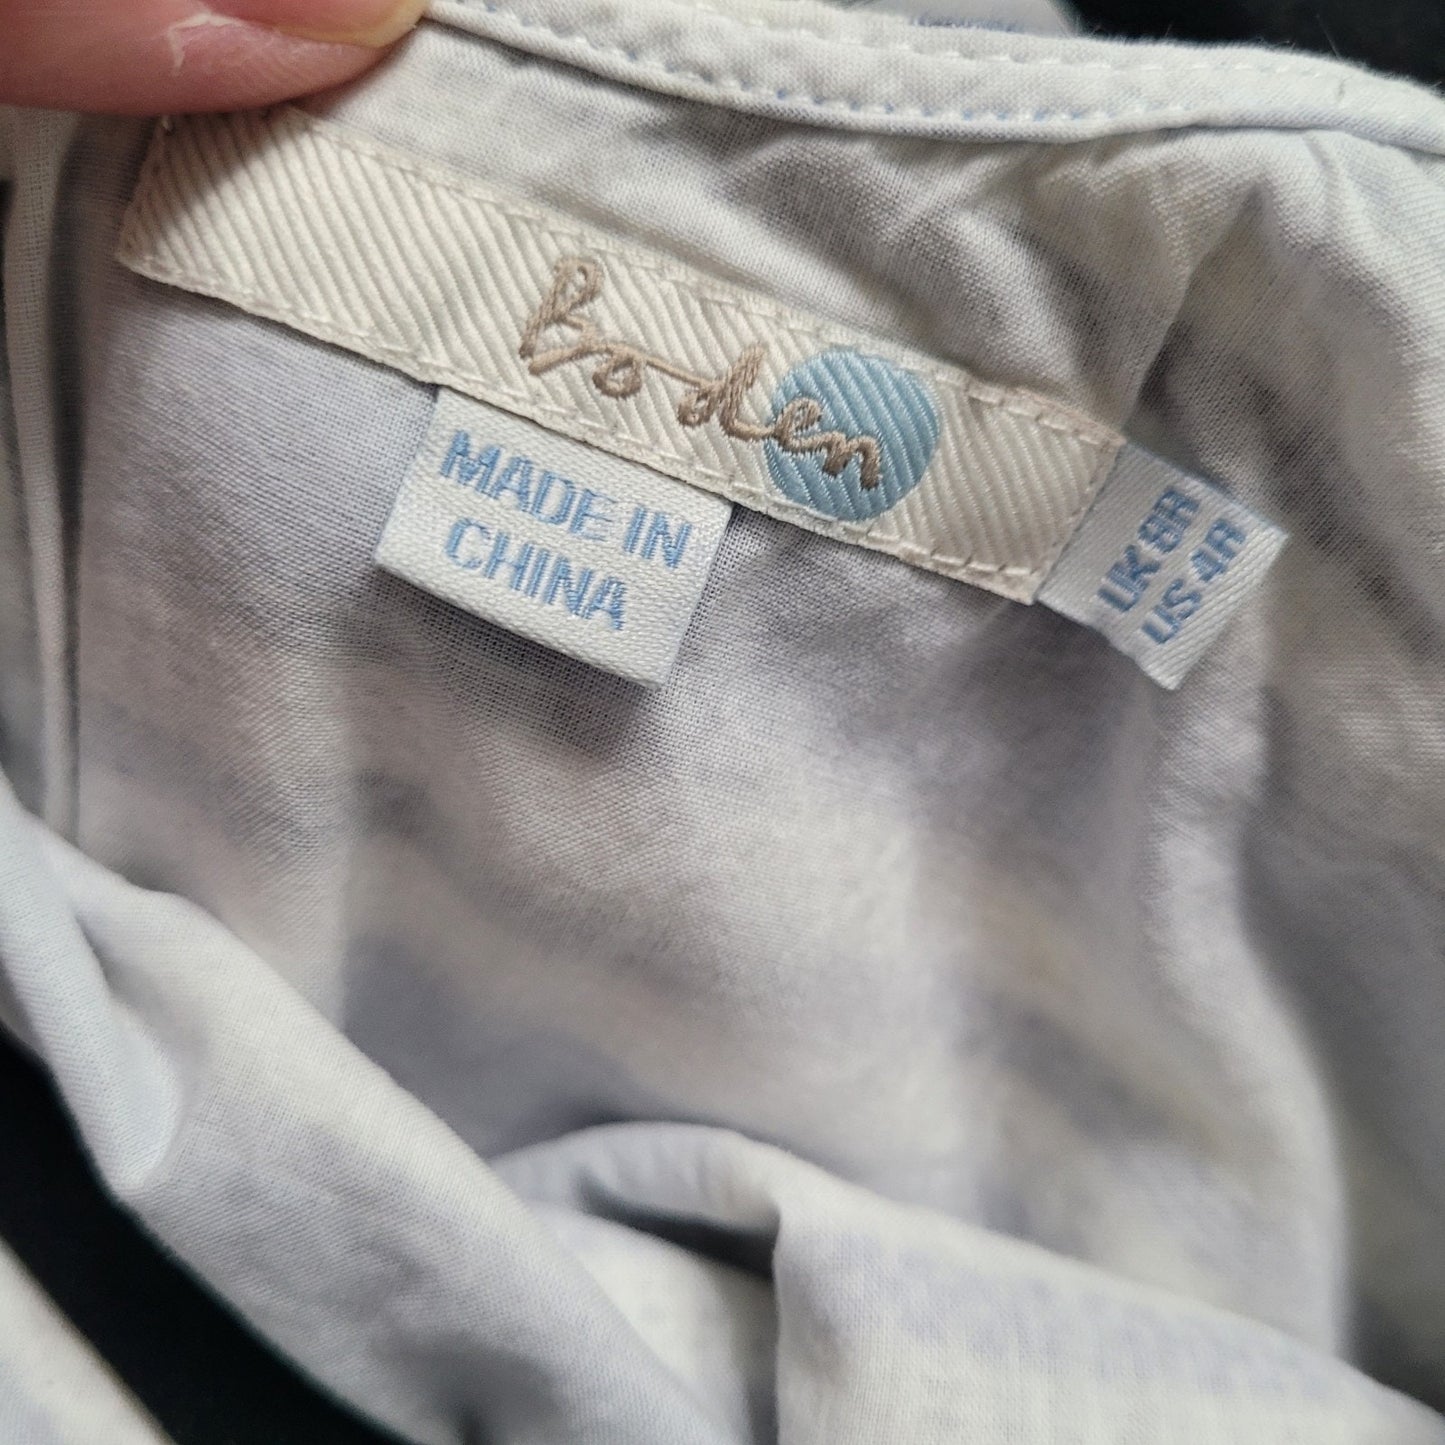 boden
MADE IN
CHINA
UK 8R
US 4R